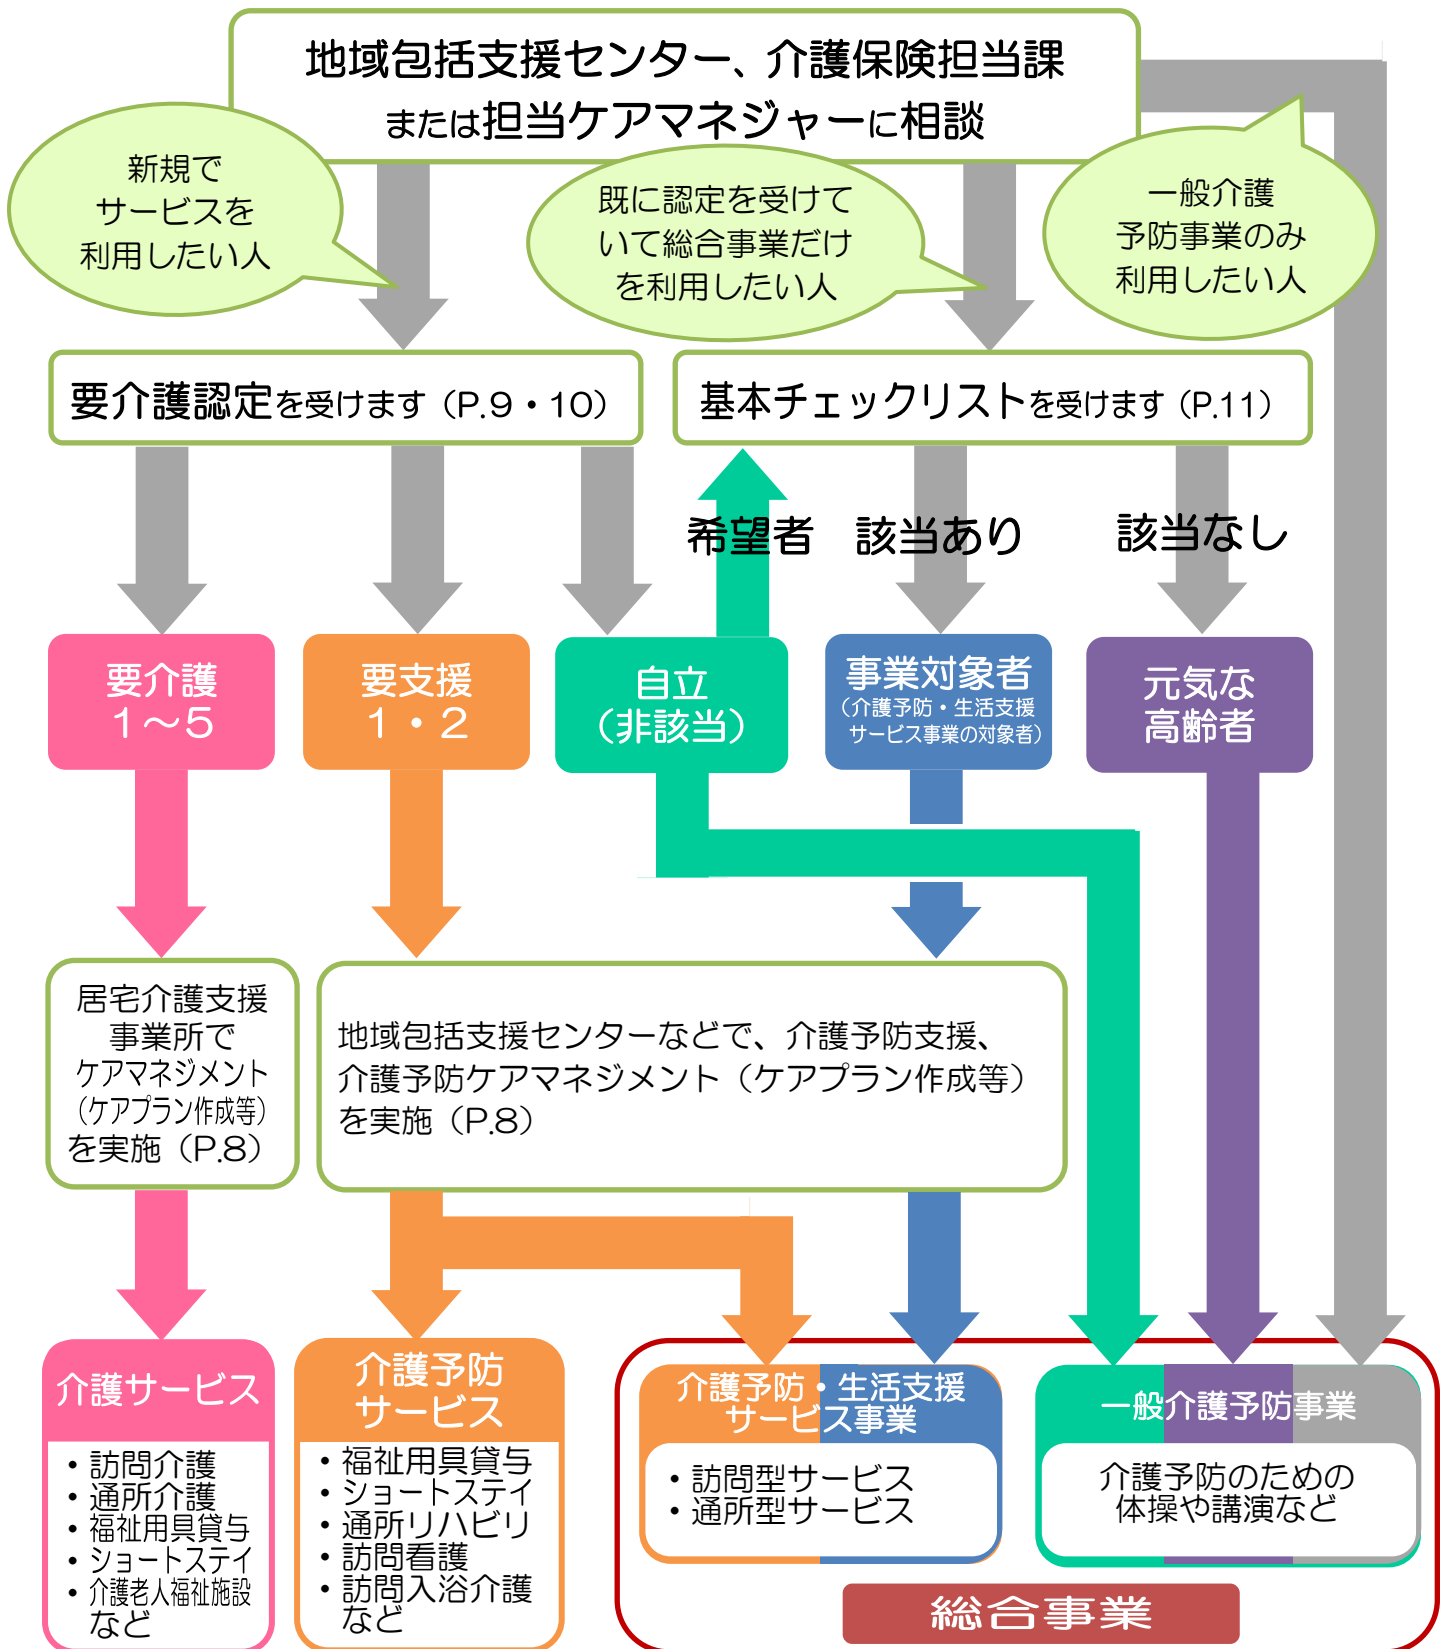 地域包括支援センター、介護保険担当課
または担当ケアマネジャーに相談
新規で
サービスを
利用したい人
既に認定を受けて
いて総合事業だけ
を利用したい人
一般介護
予防事業のみ
利用したい人
要介護認定を受けます（P.9・10）
基本チェックリストを受けます（P.11）
希望者
該当あり
該当なし
要介護
1～5
要支援
1・2
自立
（非該当）
事業対象者
（介護予防・生活支援
サービス事業の対象者）
元気な
高齢者
居宅介護支援
事業所で
ケアマネジメント
（ケアプラン作成等）
を実施（P.8）
地域包括支援センターなどで、介護予防支援、
介護予防ケアマネジメント（ケアプラン作成等）
を実施（P.8）
介護サービス
・訪問介護
・通所介護
・福祉用具貸与
・ショートステイ
・介護老人福祉施設
など
介護予防
サービス
・福祉用具貸与
・ショートステイ
・通所リハビリ
・訪問看護
・訪問入浴介護
など
介護予防・生活支援
サービス事業
・訪問型サービス
・通所型サービス
一般介護予防事業
介護予防のための
体操や講演など
総合事業